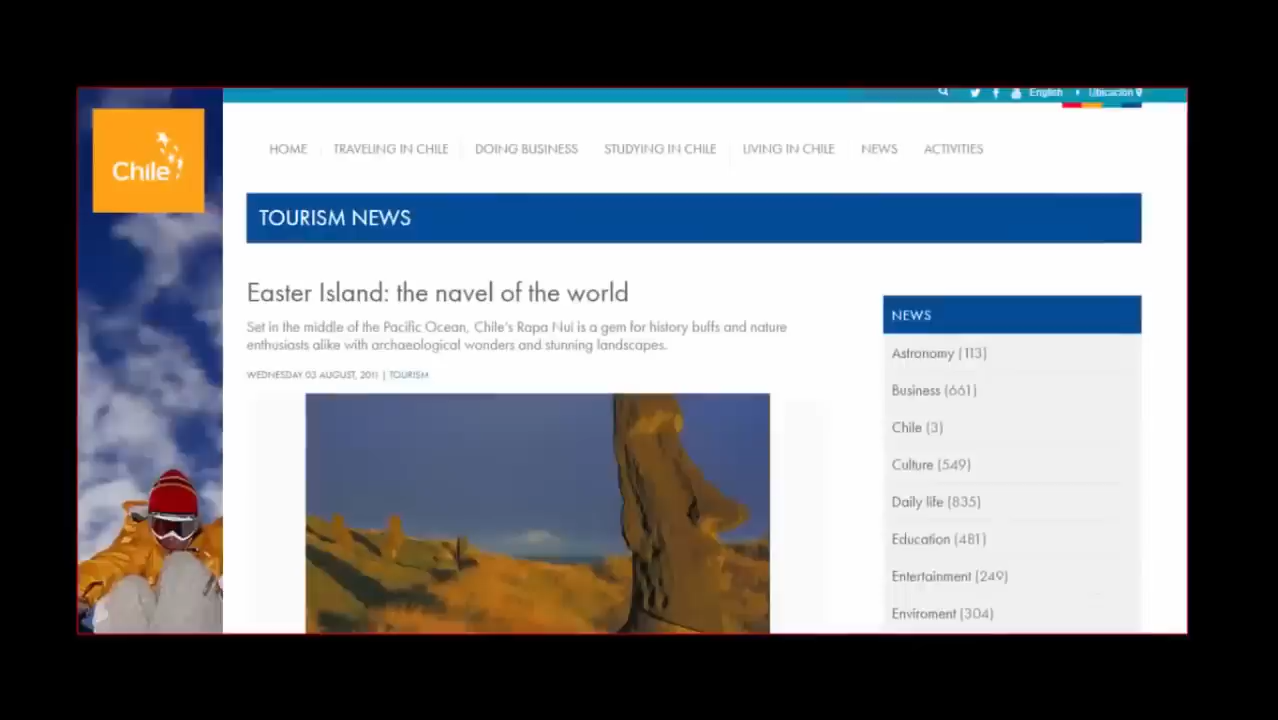 English
Ubicación
Chile
HOME
TRAVELING IN CHILE
DOING BUSINESS
STUDYING IN CHILE
LIVING IN CHILE
NEWS
ACTIVITIES
TOURISM NEWS
Easter Island: the navel of the world
Set in the middle of the Pacific Ocean, Chile's Rapa Nui is a gem for history buffs and nature
enthusiasts alike with archaeological wonders and stunning landscapes.
WEDNESDAY 03 AUGUST, 2011 | TOURISM
NEWS
Astronomy (113)
Business (661)
Chile (3)
Culture (549)
Daily life (835)
Education (481)
Entertainment (249)
Enviroment (304)